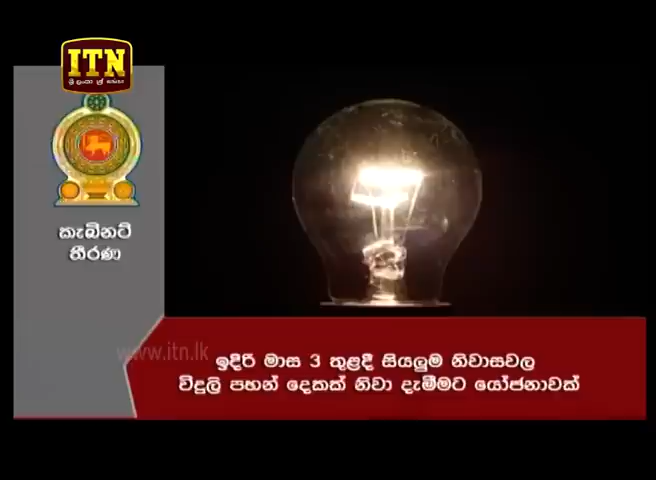 ITN
කැබිනට්
තීරණ
www.itn.lk
ඉදිරි මාස 3 තුළදී සියලුම නිවාසවල
විදුලි පහන් දෙකක් නිවා දැමීමට යෝජනාවක්